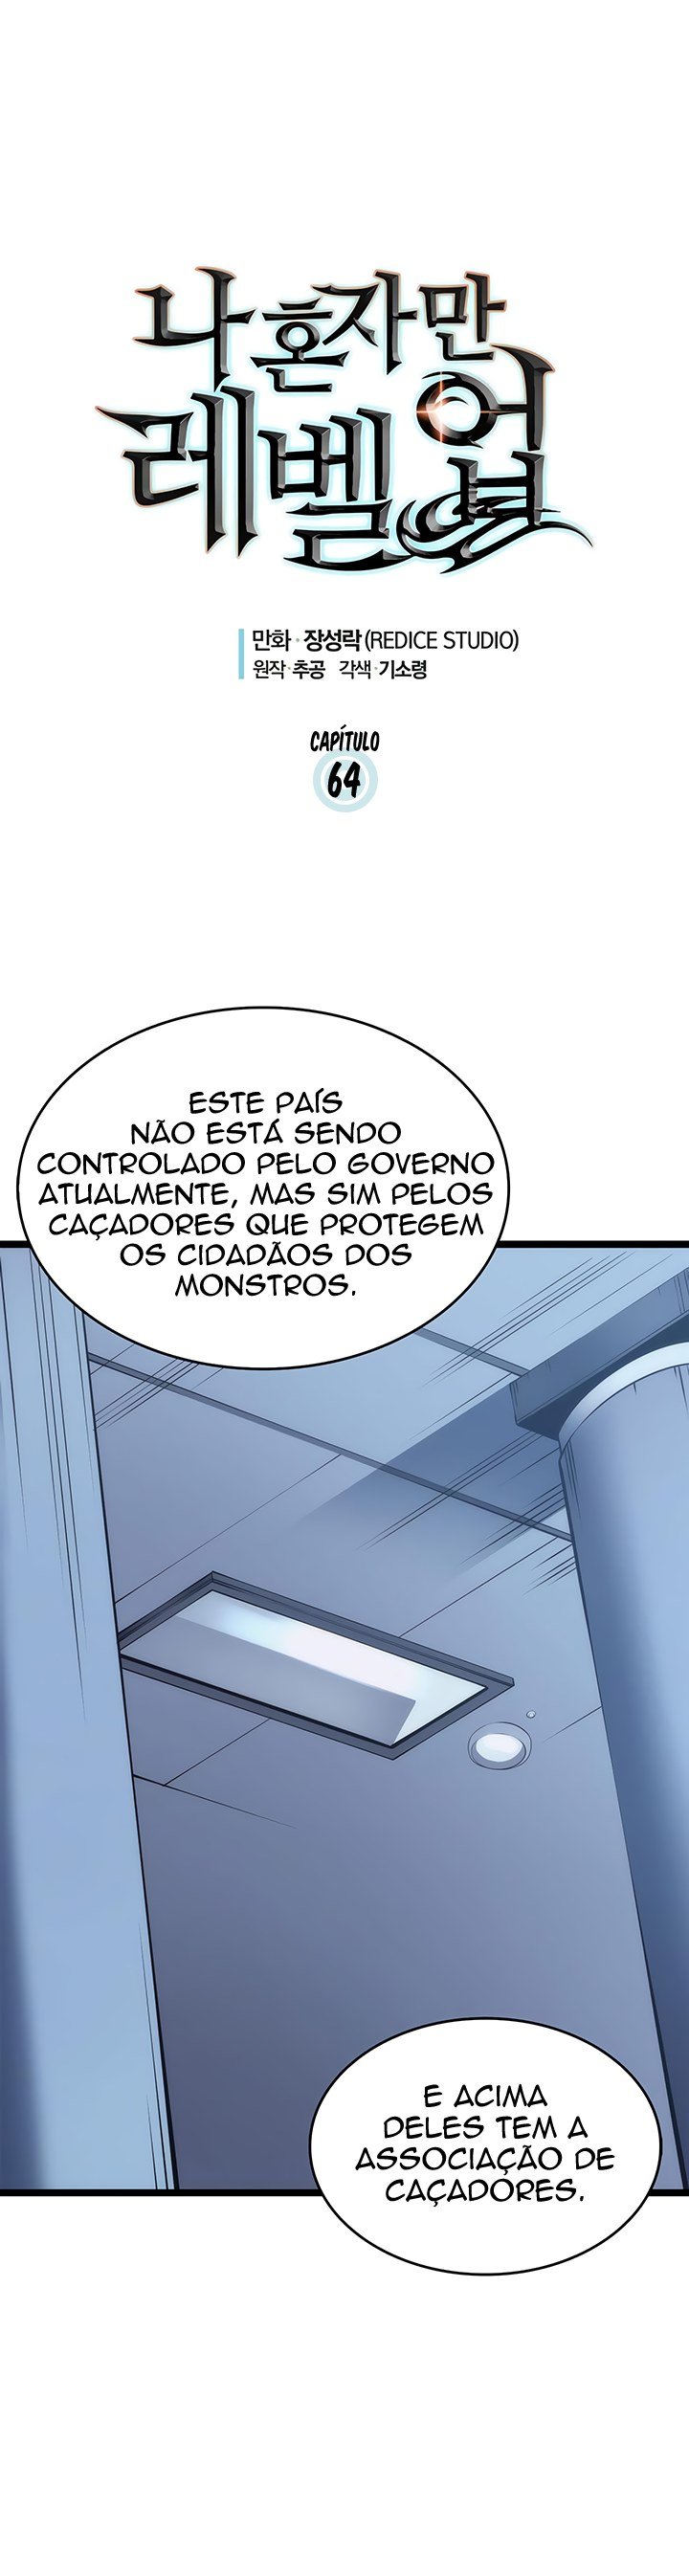 나 혼자만
레벨업
만화·장성락(REDICE STUDIO)
원작·추공 각색·기소령
CAPÍTULO
64
ESTE PAÍS
NÃO ESTÁ SENDO
CONTROLADO PELO GOVERNO
ATUALMENTE, MAS SIM PELOS
CAÇADORES QUE PROTEGEM
OS CIDADÃOS DOS
MONSTROS.
E ACIMA
DELES TEM A
ASSOCIAÇÃO DE
CAÇADORES.